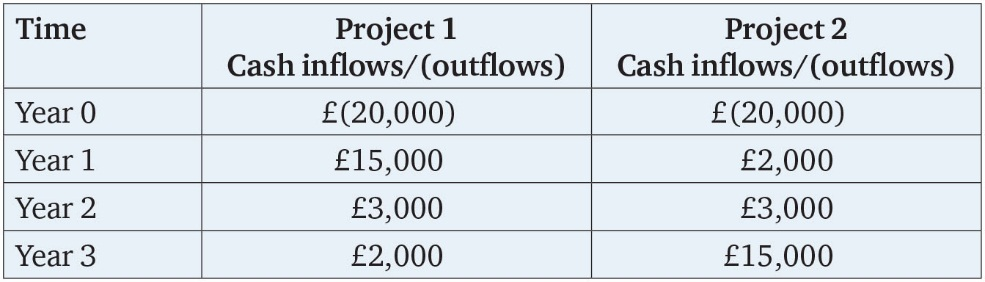 Time Project 1 Project 2
Cash inflows/(outflows) Cash inflows/(outflows)
Year 0 £(20,000) £(20,000)
Year 1 £15,000 £2,000
Year 2 £3,000 £3,000
Year 3 £2,000 £15,000